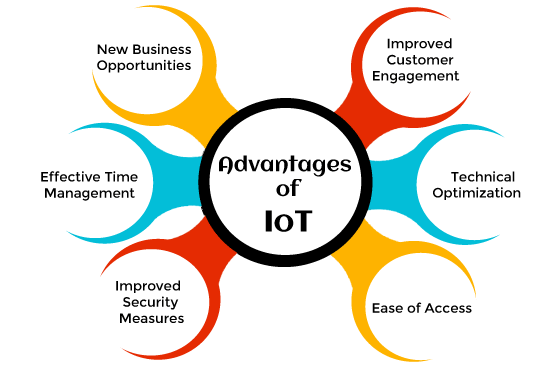 New Business
Opportunities
Improved
Customer
Engagement
Effective Time
Management
Advantages
of
IoT
Technical
Optimization
Improved
Security
Measures
Ease of Access